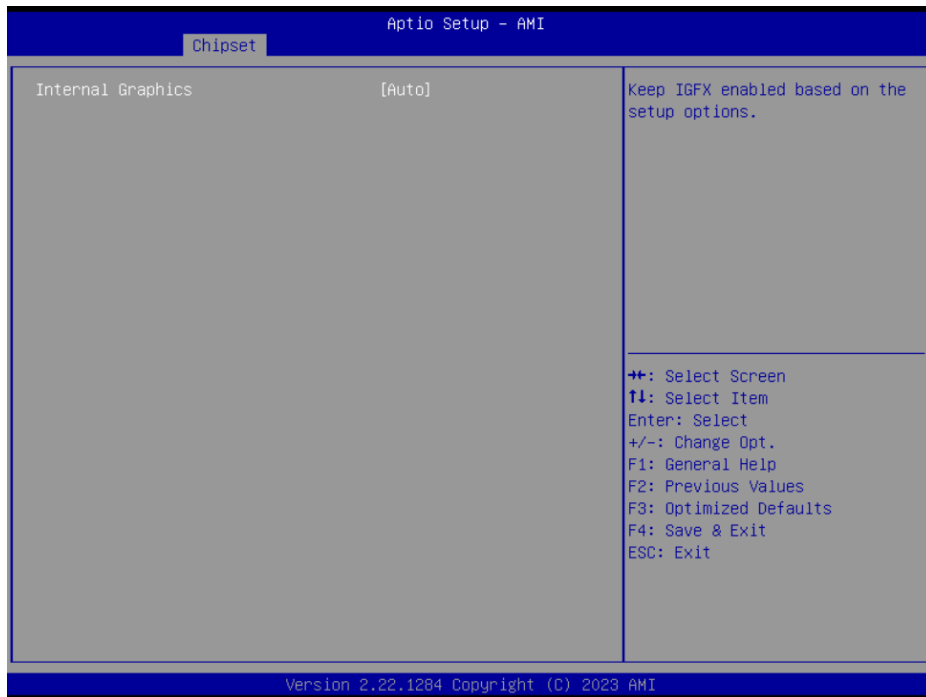 Aptio Setup – AMI
Chipset
Internal Graphics [Auto]
Keep IGFX enabled based on the
setup options.
→←: Select Screen
↑↓: Select Item
Enter: Select
+/-: Change Opt.
F1: General Help
F2: Previous Values
F3: Optimized Defaults
F4: Save & Exit
ESC: Exit
Version 2.22.1284 Copyright (C) 2023 AMI